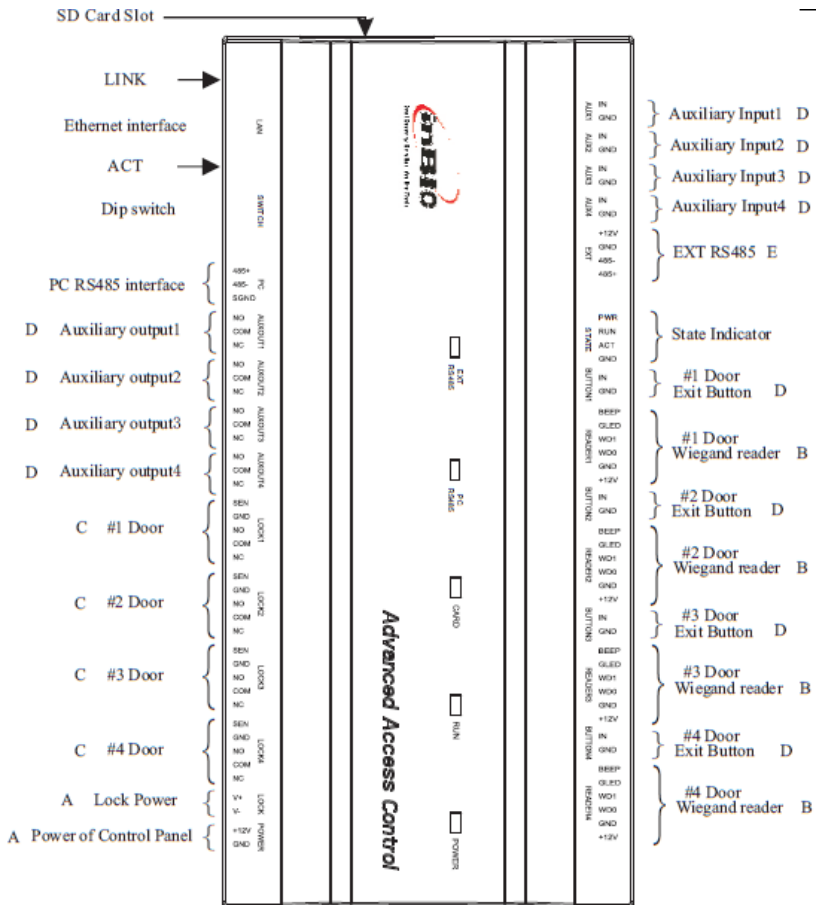 SD Card Slot
LINK
Ethernet interface
ACT
Dip switch
PC RS485 interface
D Auxiliary output1
D Auxiliary output2
D Auxiliary output3
D Auxiliary output4
C #1 Door
C #2 Door
C #3 Door
C #4 Door
A Lock Power
A Power of Control Panel
LAN
SWITCH
485+
485-
SGND
PC
NO
COM
NC
AUXOUT1
NO
COM
NC
AUXOUT2
NO
COM
NC
AUXOUT3
NO
COM
NC
AUXOUT4
SEN
GND
NO
COM
NC
LOCK1
SEN
GND
NO
COM
NC
LOCK2
SEN
GND
NO
COM
NC
LOCK3
SEN
GND
NO
COM
NC
LOCK4
V+
V-
LOCK
+12V
GND
POWER
inBIO
EXT RS485
PC RS485
CARD
RUN
POWER
Advanced Access Control
AUX1
IN
GND
AUX2
IN
GND
AUX3
IN
GND
AUX4
IN
GND
EXT
+12V
GND
485-
485+
STATE
PWR
RUN
ACT
GND
BUTTON1
IN
GND
READER1
BEEP
GLED
WD1
WD0
GND
+12V
BUTTON2
IN
GND
READER2
BEEP
GLED
WD1
WD0
GND
+12V
BUTTON3
IN
GND
READER3
BEEP
GLED
WD1
WD0
GND
+12V
BUTTON4
IN
GND
READER4
BEEP
GLED
WD1
WD0
GND
+12V
Auxiliary Input1 D
Auxiliary Input2 D
Auxiliary Input3 D
Auxiliary Input4 D
EXT RS485 E
State Indicator
#1 Door
Exit Button D
#1 Door
Wiegand reader B
#2 Door
Exit Button D
#2 Door
Wiegand reader B
#3 Door
Exit Button D
#3 Door
Wiegand reader B
#4 Door
Exit Button D
#4 Door
Wiegand reader B